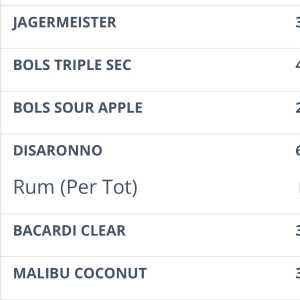 JAGERMEISTER
BOLS TRIPLE SEC
BOLS SOUR APPLE
DISARONNO
Rum (Per Tot)
BACARDI CLEAR
MALIBU COCONUT